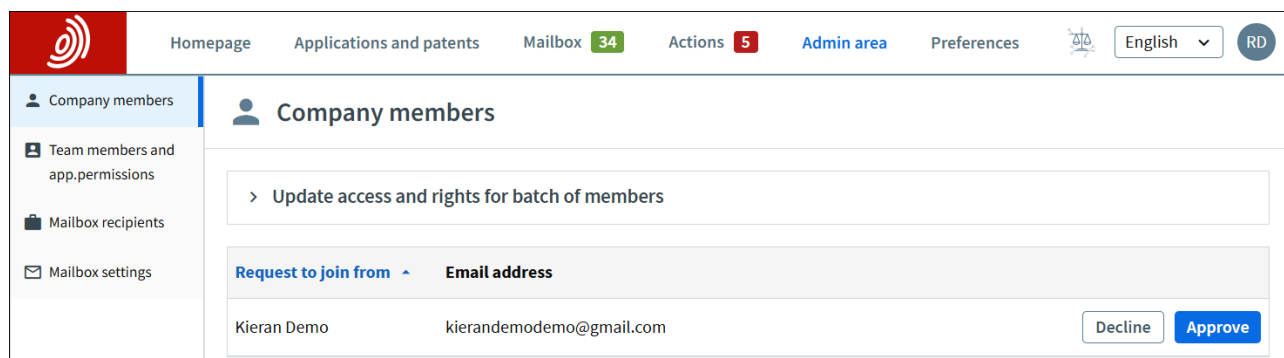 Homepage Applications and patents Mailbox 34 Actions 5 Admin area Preferences English RD
Company members
Team members and
app.permissions
Mailbox recipients
Mailbox settings
Company members
Update access and rights for batch of members
Request to join from Email address
Kieran Demo kierandemodemo@gmail.com Decline Approve